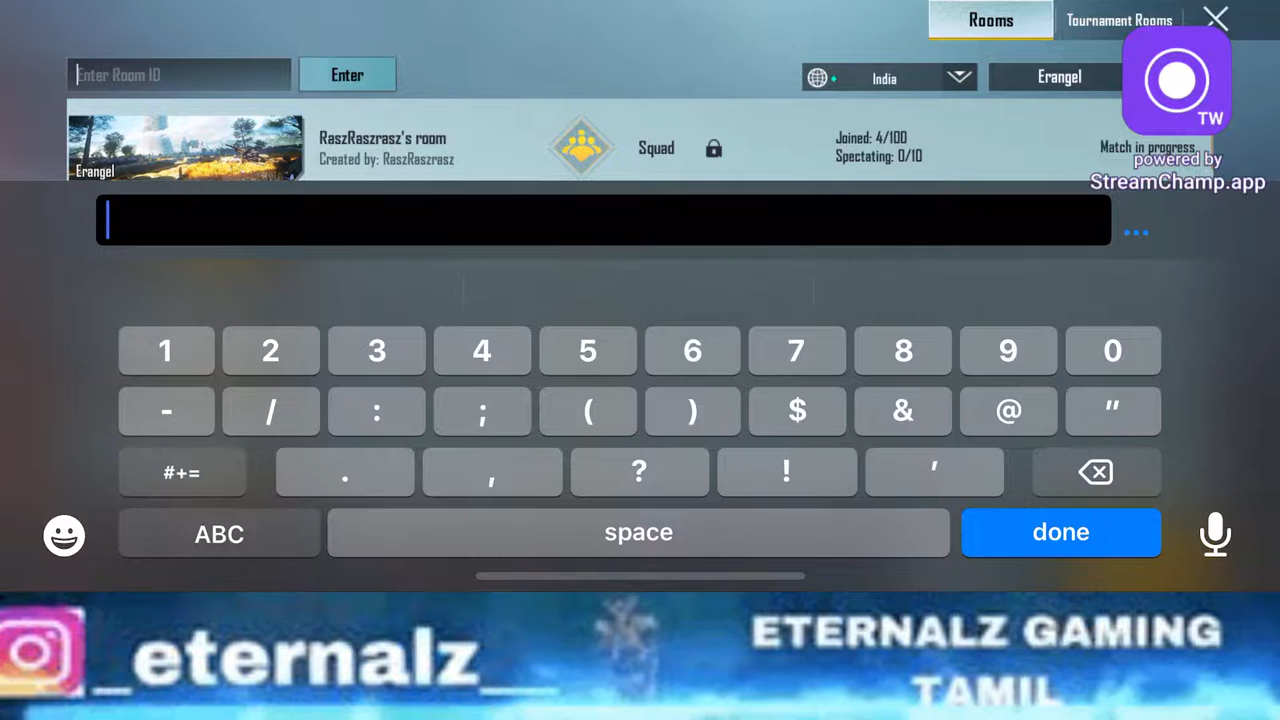 Rooms
Tournament Rooms
Enter Room ID
Enter
India
Erangel
TW
powered by
StreamChamp.app
RaszRaszrasz's room
Created by: RaszRaszrasz
Erangel
Squad
Joined: 4/100
Spectating: 0/10
Match in progress
1 2 3 4 5 6 7 8 9 0
- / : ; ( ) $ & @ "
#+= . , ? ! '
ABC space done
_eternalz__
ETERNALZ GAMING
TAMIL